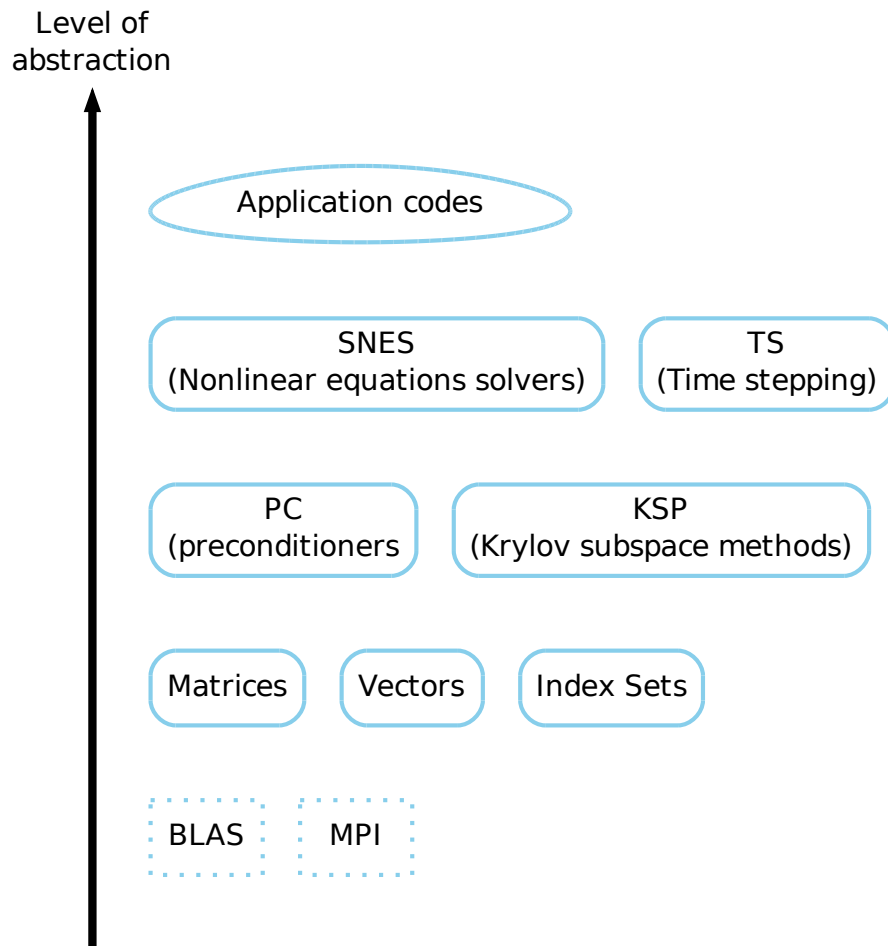 Level of
abstraction
Application codes
SNES
(Nonlinear equations solvers)
TS
(Time stepping)
PC
(preconditioners
KSP
(Krylov subspace methods)
Matrices
Vectors
Index Sets
BLAS
MPI